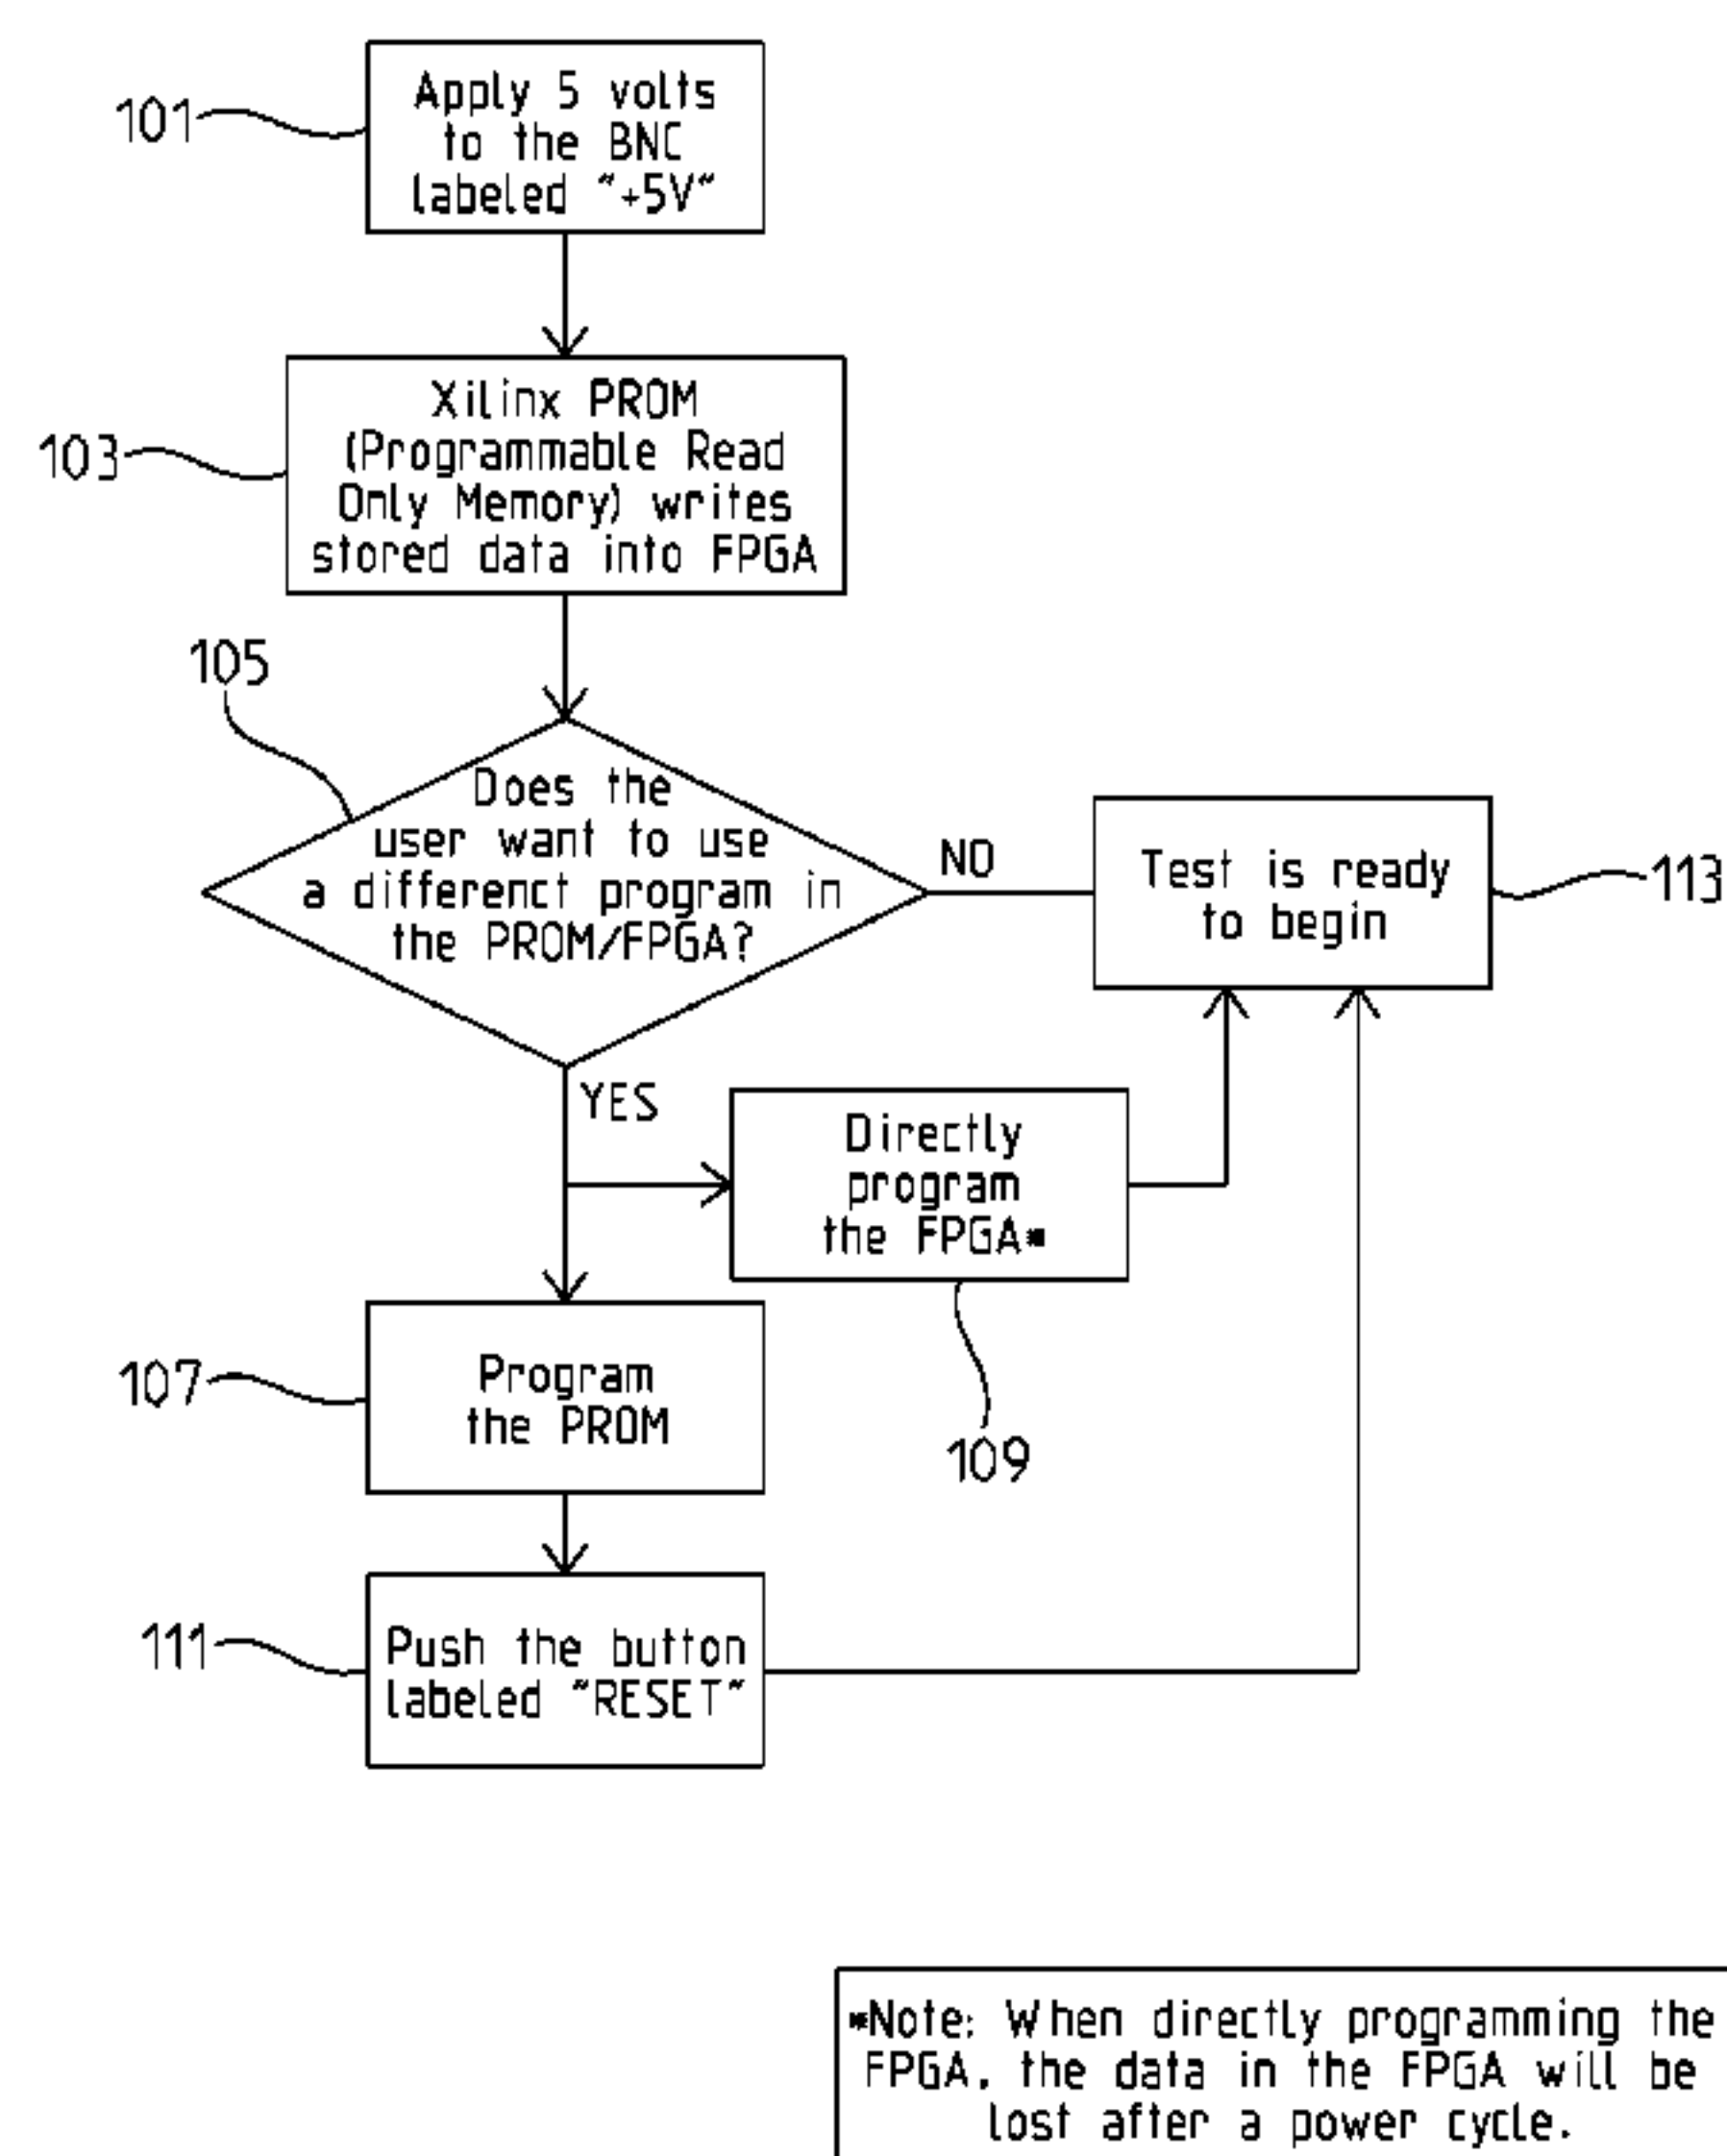 101
Apply 5 volts
to the BNC
labeled "+5V"
103
Xilinx PROM
(Programmable Read
Only Memory) writes
stored data into FPGA
105
Does the
user want to use
a differenct program in
the PROM/FPGA?
NO
Test is ready
to begin
113
YES
Directly
program
the FPGA*
109
107
Program
the PROM
111
Push the button
labeled "RESET"
*Note: When directly programming the
FPGA, the data in the FPGA will be
lost after a power cycle.